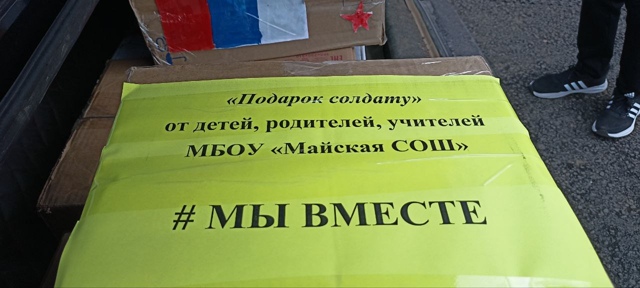 «Подарок солдату»
от детей, родителей, учителей
МБОУ «Майская СОШ»
# МЫ ВМЕСТЕ